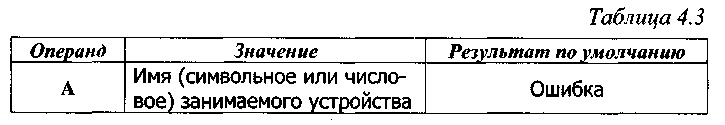 Таблица 4.3
Операнд Значение Результат по умолчанию
А Имя (символьное или число-
вое) занимаемого устройства Ошибка